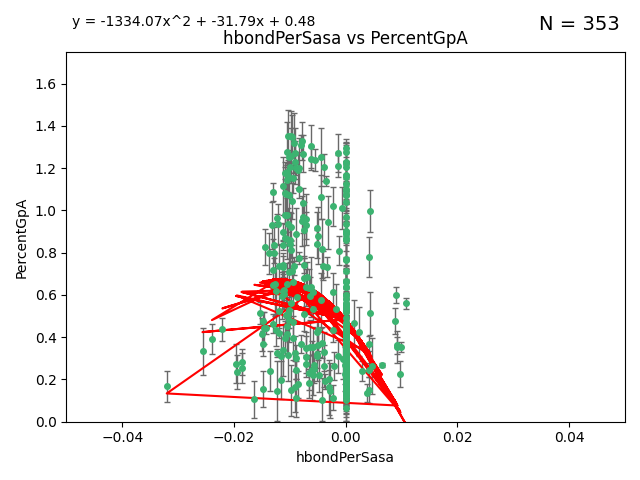 y = -1334.07x^2 + -31.79x + 0.48
N = 353
hbondPerSasa vs PercentGpA
1.6
1.4
1.2
1.0
0.8
0.6
0.4
0.2
0.0
PercentGpA
−0.04
−0.02
0.00
0.02
0.04
hbondPerSasa